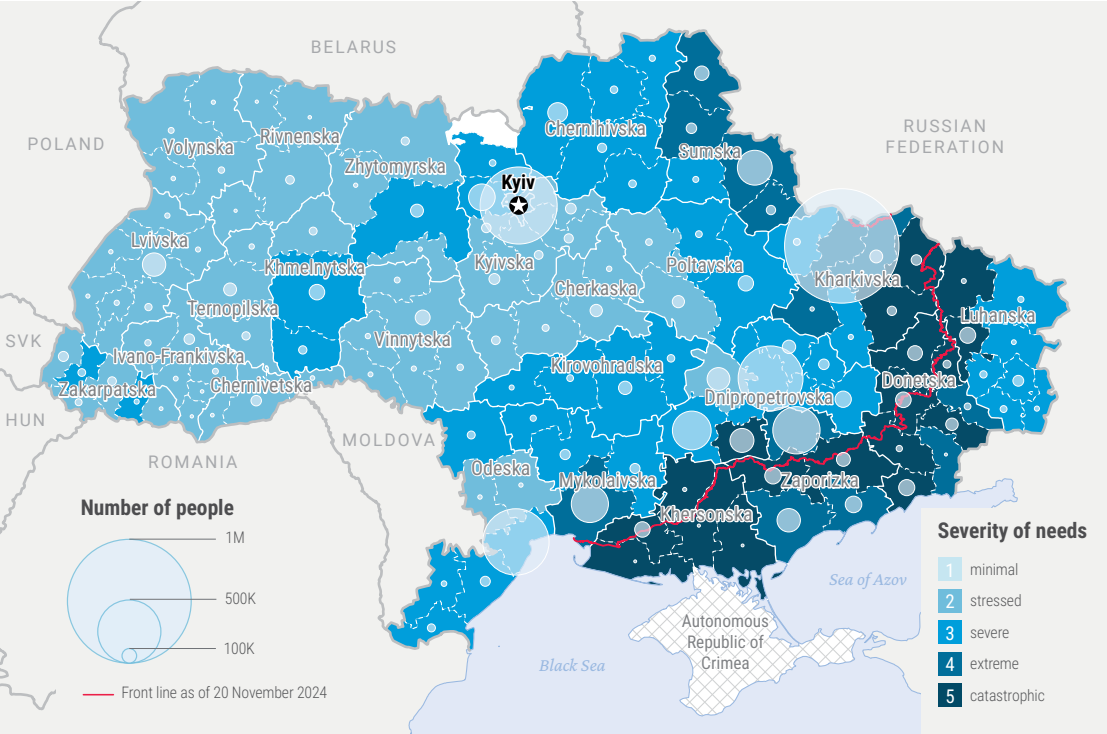 BELARUS
POLAND
RUSSIAN
FEDERATION
Chernihivska
Volynska
Rivnenska
Zhytomyrska
Sumska
Kyiv
Lvivska
Khmelnytska
Kyivska
Poltavska
Kharkivska
Cherkaska
Ternopilska
Luhanska
SVK
Vinnytska
Ivano-Frankivska
Kirovohradska
Donetska
Zakarpatska
Chernivetska
Dnipropetrovska
HUN
MOLDOVA
ROMANIA
Odeska
Mykolaivska
Zaporizka
Khersonska
Number of people
1M
500K
100K
Front line as of 20 November 2024
Black Sea
Sea of Azov
Autonomous
Republic of
Crimea
Severity of needs
1 minimal
2 stressed
3 severe
4 extreme
5 catastrophic